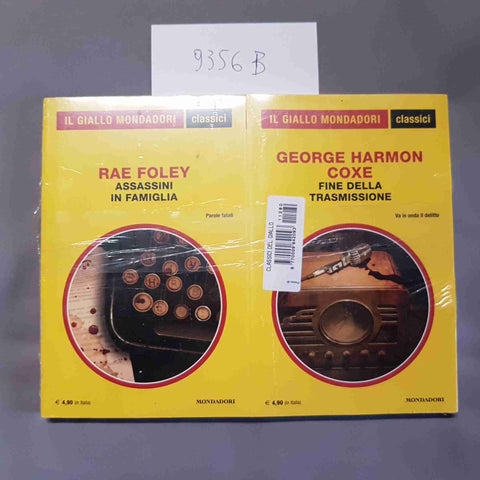 9356 B
IL GIALLO MONDADORI classici
RAE FOLEY
ASSASSINI
IN FAMIGLIA
Parole fatali
€ 4,90 (in Italia)
MONDADORI
IL GIALLO MONDADORI classici
GEORGE HARMON
COXE
FINE DELLA
TRASMISSIONE
Va in onda il delitto
CLASSICI DEL GIALLO
€ 4,90 (in Italia)
MONDADORI